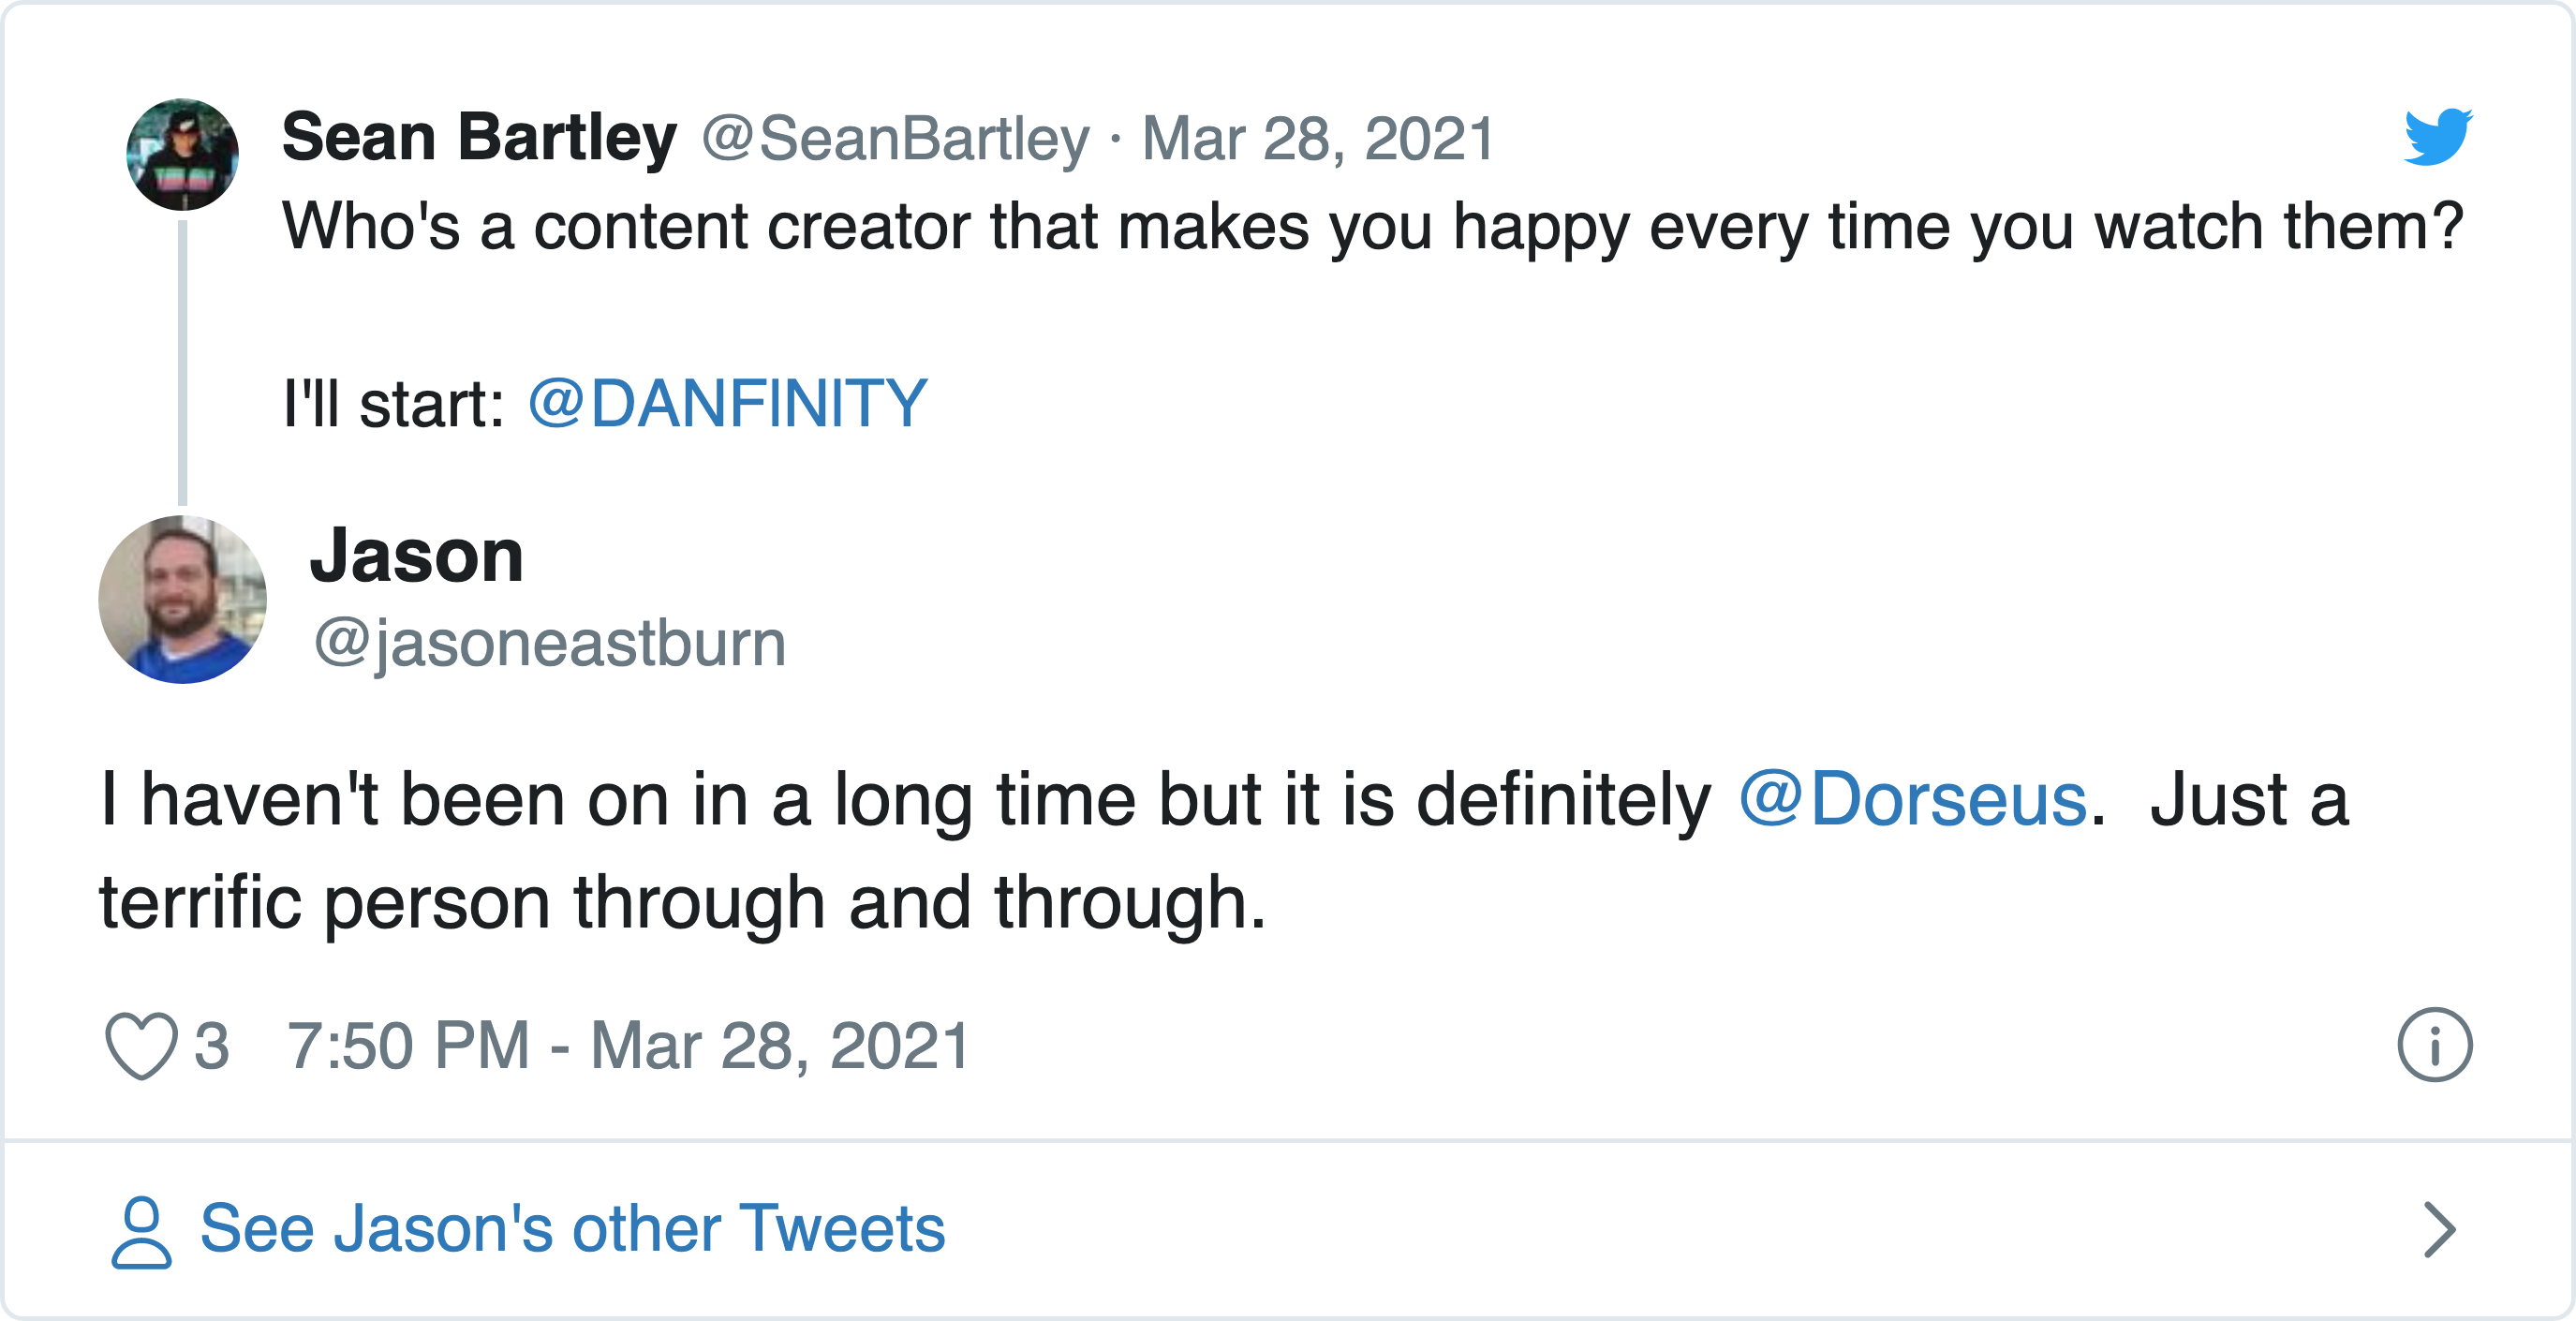 Sean Bartley @SeanBartley · Mar 28, 2021
Who's a content creator that makes you happy every time you watch them?
I'll start: @DANFINITY
Jason
@jasoneastburn
I haven't been on in a long time but it is definitely @Dorseus.  Just a
terrific person through and through.
3 7:50 PM - Mar 28, 2021
See Jason's other Tweets